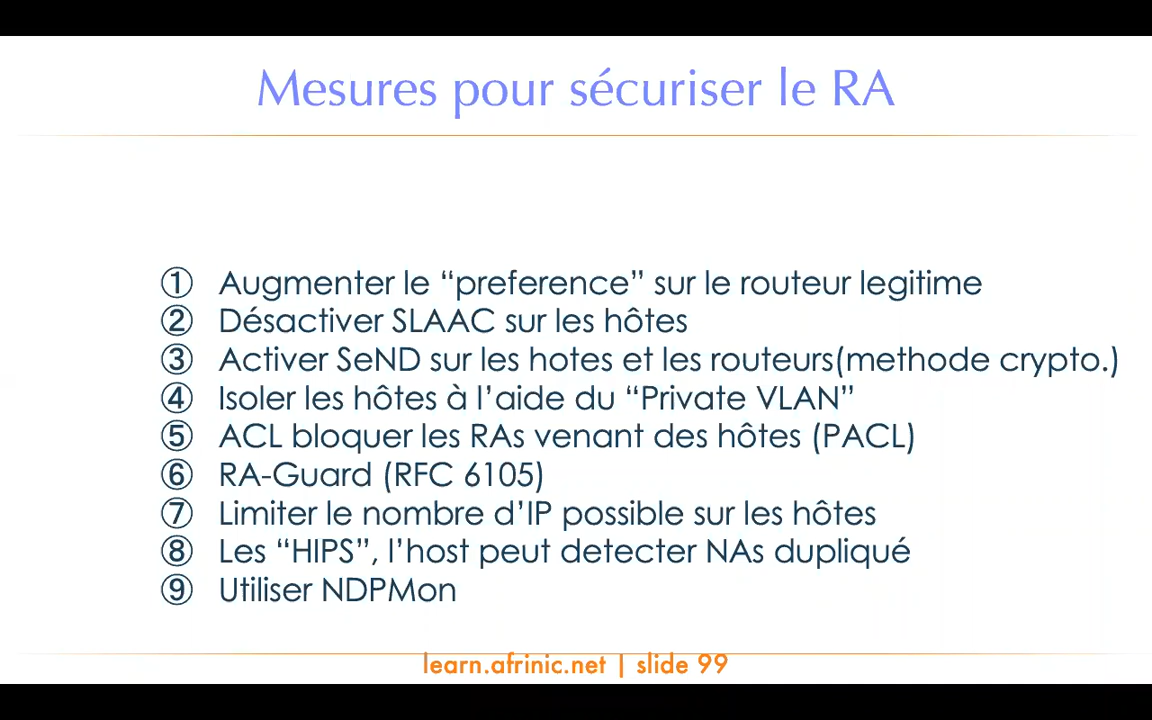 Mesures pour sécuriser le RA
① Augmenter le “preference” sur le routeur legitime
② Désactiver SLAAC sur les hôtes
③ Activer SeND sur les hotes et les routeurs(methode crypto.)
④ Isoler les hôtes à l’aide du “Private VLAN”
⑤ ACL bloquer les RAs venant des hôtes (PACL)
⑥ RA-Guard (RFC 6105)
⑦ Limiter le nombre d’IP possible sur les hôtes
⑧ Les “HIPS”, l’host peut detecter NAs dupliqué
⑨ Utiliser NDPMon
learn.afrinic.net | slide 99